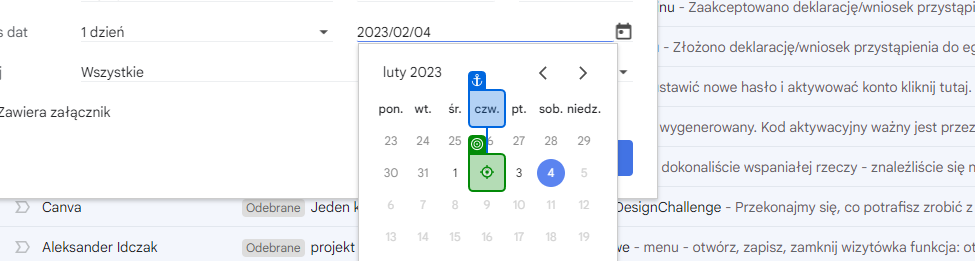 nu - Zaakceptowano deklarację/wniosek przystąpi
s dat
1 dzień
2023/02/04
- Złożono deklarację/wniosek przystąpienia do eg
Wszystkie
luty 2023
stawić nowe hasło i aktywować konto kliknij tutaj.
Zawiera załącznik
pon. wt. śr. czw. pt. sob. niedz.
wygenerowany. Kod aktywacyjny ważny jest przez
23 24 25 26 27 28 29
dokonaliście wspaniałej rzeczy - znaleźliście się n
30 31 1 3 4 5
Canva
Odebrane
Jeden k
6 7 8 9 10 11 12
DesignChallenge - Przekonajmy się, co potrafisz zrobić z
Aleksander Idczak
Odebrane
projekt
13 14 15 16 17 18 19
we - menu - otwórz, zapisz, zamknij wizytówka funkcja: ot